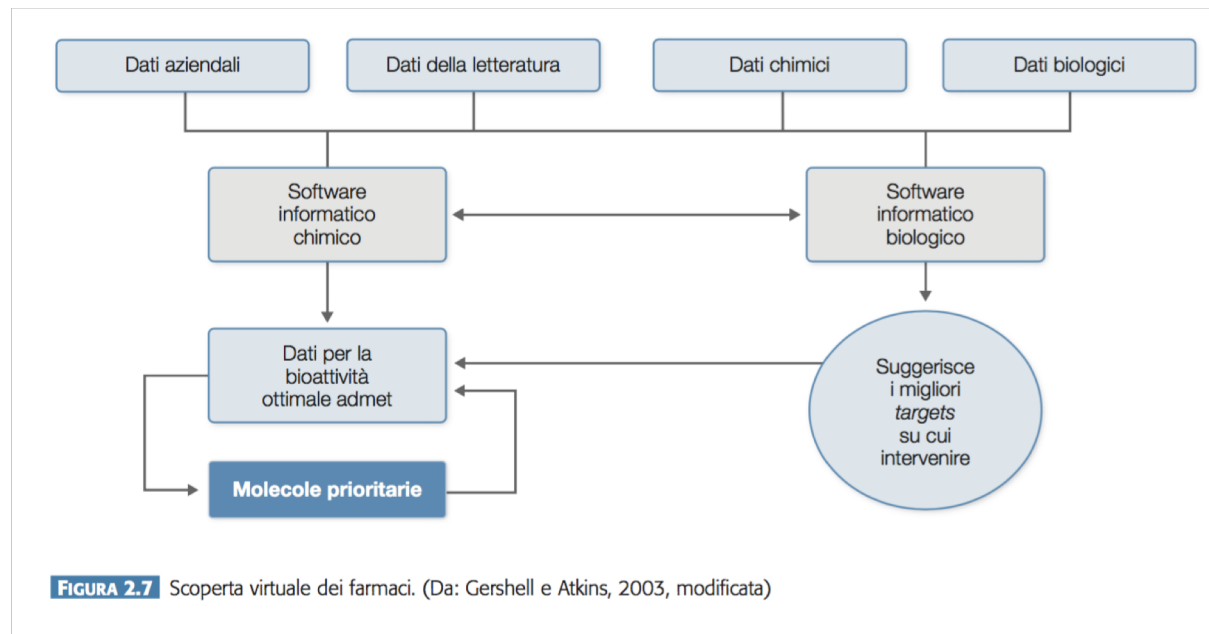 Dati aziendali
Dati della letteratura
Dati chimici
Dati biologici
Software
informatico
chimico
Software
informatico
biologico
Dati per la
bioattività
ottimale admet
Suggerisce
i migliori
targets
su cui
intervenire
Molecole prioritarie
FIGURA 2.7 Scoperta virtuale dei farmaci. (Da: Gershell e Atkins, 2003, modificata)